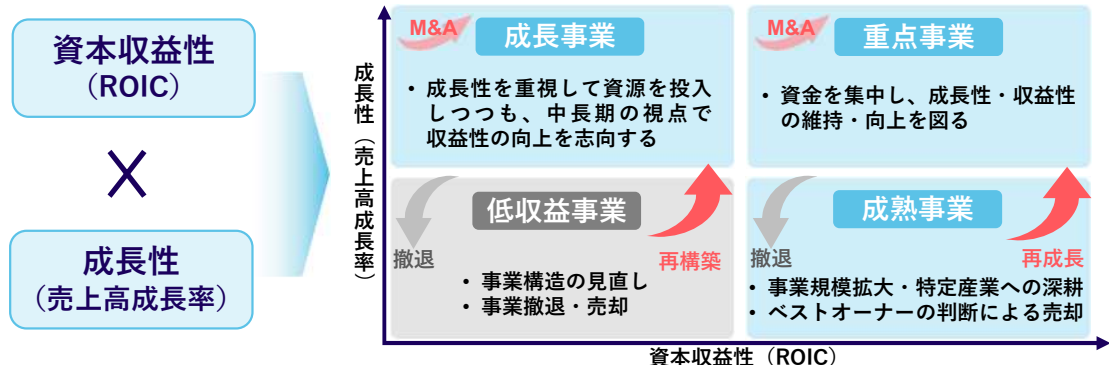 資本収益性
（ROIC）
×
成長性
（売上高成長率）
成長性（売上高成長率）
M&A
成長事業
• 成長性を重視して資源を投入
しつつも、中長期の視点で
収益性の向上を志向する
M&A
重点事業
• 資金を集中し、成長性・収益性
の維持・向上を図る
撤退
低収益事業
再構築
• 事業構造の見直し
• 事業撤退・売却
撤退
成熟事業
再成長
• 事業規模拡大・特定産業への深耕
• ベストオーナーの判断による売却
資本収益性（ROIC）